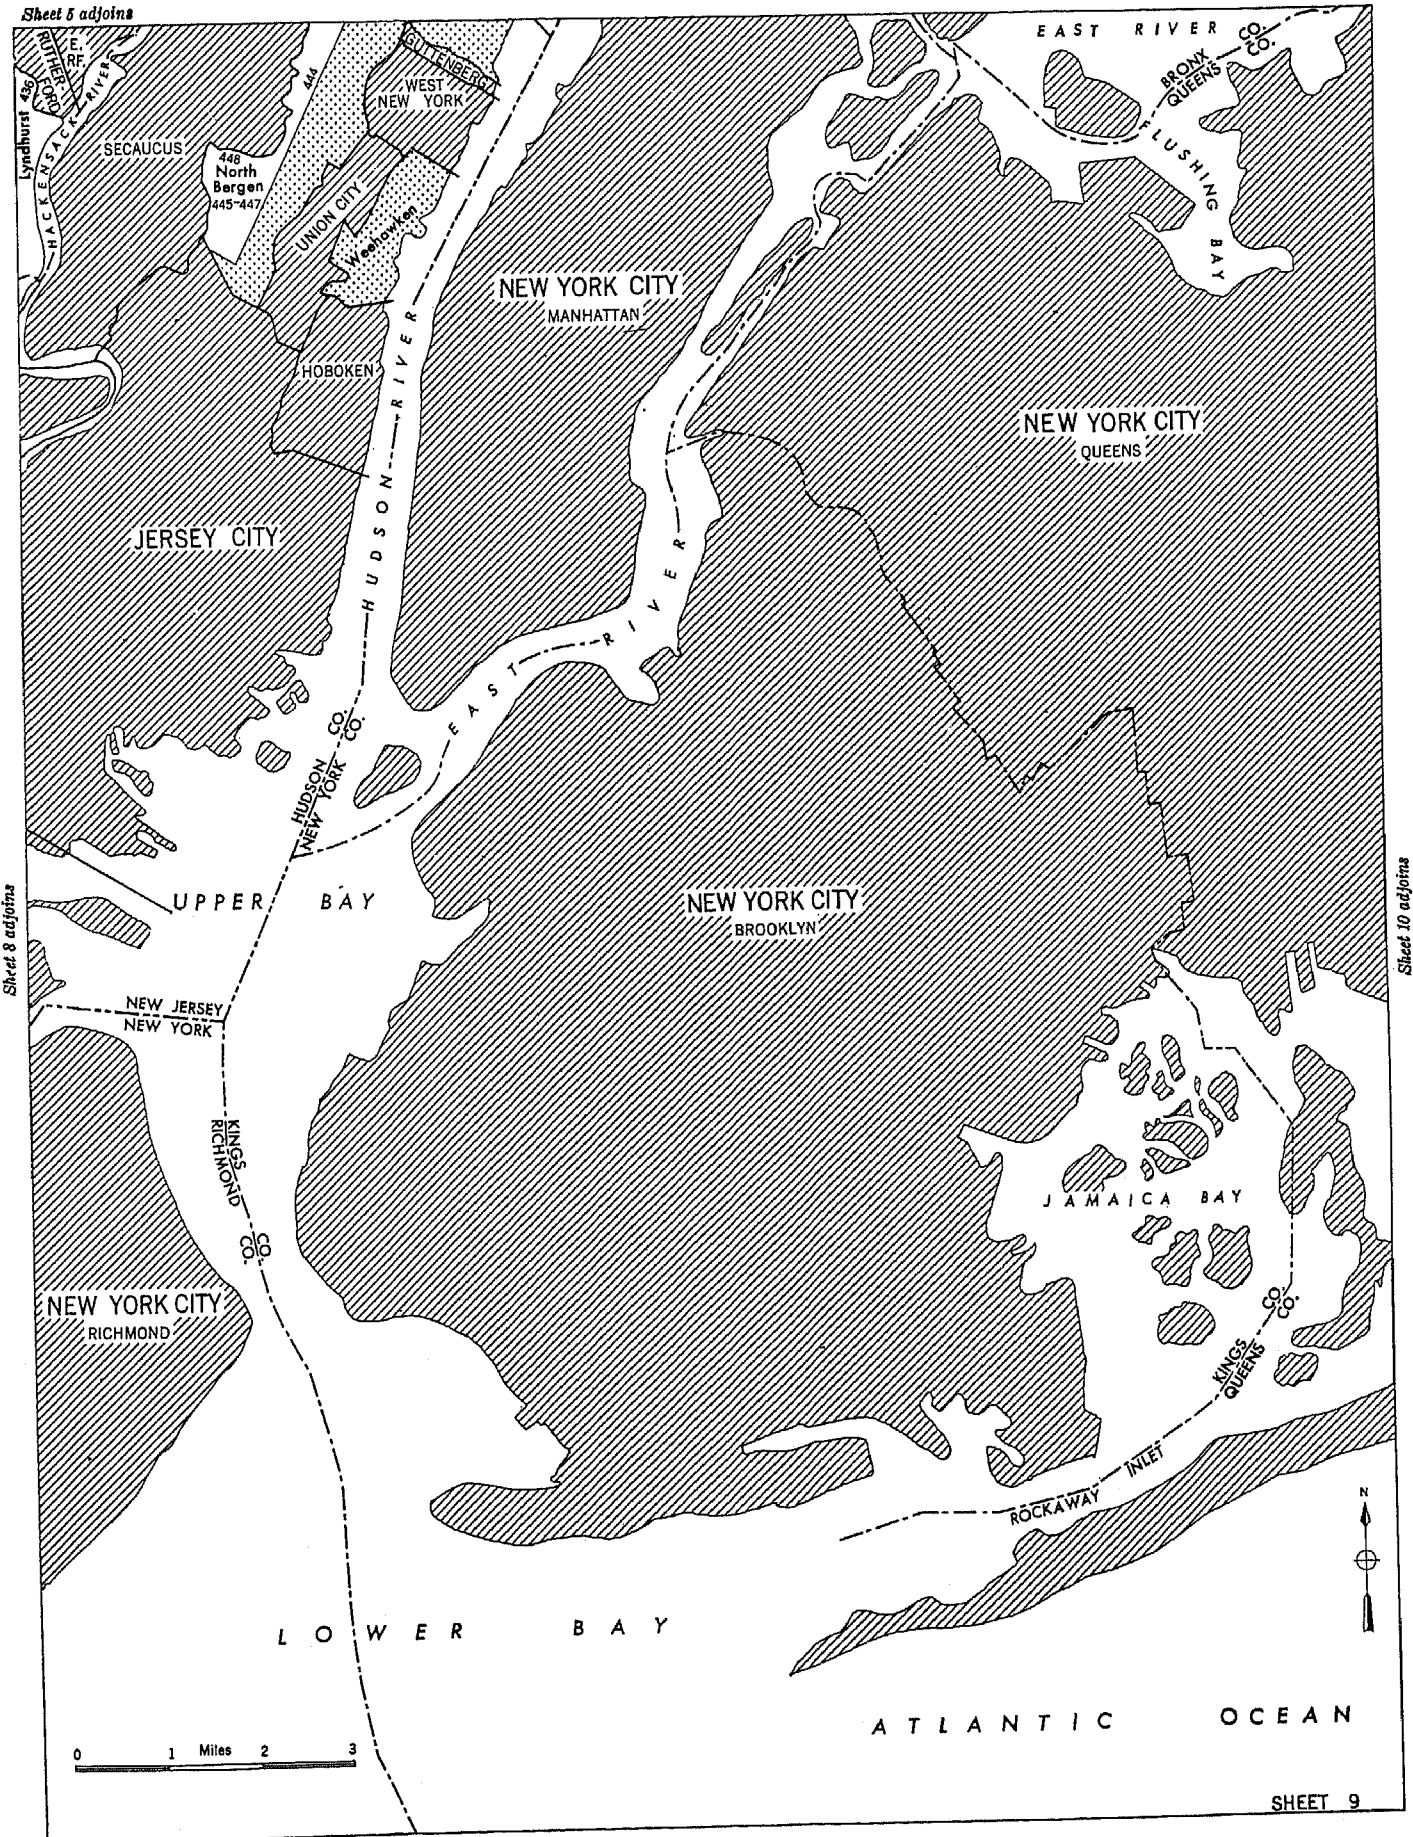 Sheet 5 adjoins
E.
RF.
RUTHER-
FORD
Lyndhurst 436
HACKENSACK RIVER
SECAUCUS
444
448
North
Bergen
445-447
GUTTENBERG
WEST
NEW YORK
UNION CITY
Weehawken
HOBOKEN
HUDSON RIVER
NEW YORK CITY
MANHATTAN
EAST RIVER
BRONX CO.
QUEENS CO.
FLUSHING BAY
NEW YORK CITY
QUEENS
JERSEY CITY
EAST RIVER
HUDSON CO.
NEW YORK CO.
UPPER BAY
NEW YORK CITY
BROOKLYN
Sheet 8 adjoins
Sheet 10 adjoins
NEW JERSEY
NEW YORK
KINGS CO.
RICHMOND CO.
JAMAICA BAY
NEW YORK CITY
RICHMOND
KINGS CO.
QUEENS CO.
ROCKAWAY INLET
N
LOWER BAY
ATLANTIC OCEAN
0 1 Miles 2 3
SHEET 9